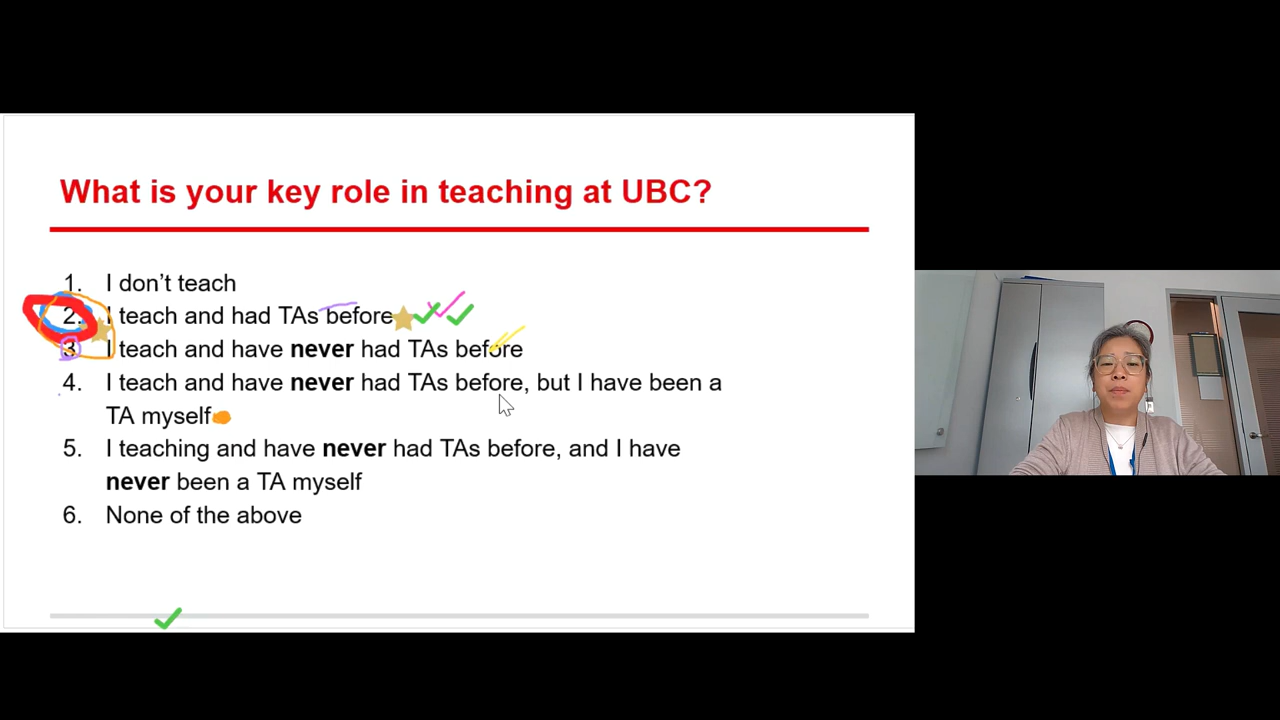 What is your key role in teaching at UBC?
1. I don't teach
2. I teach and had TAs before
3. I teach and have never had TAs before
4. I teach and have never had TAs before, but I have been a
TA myself
5. I teaching and have never had TAs before, and I have
never been a TA myself
6. None of the above